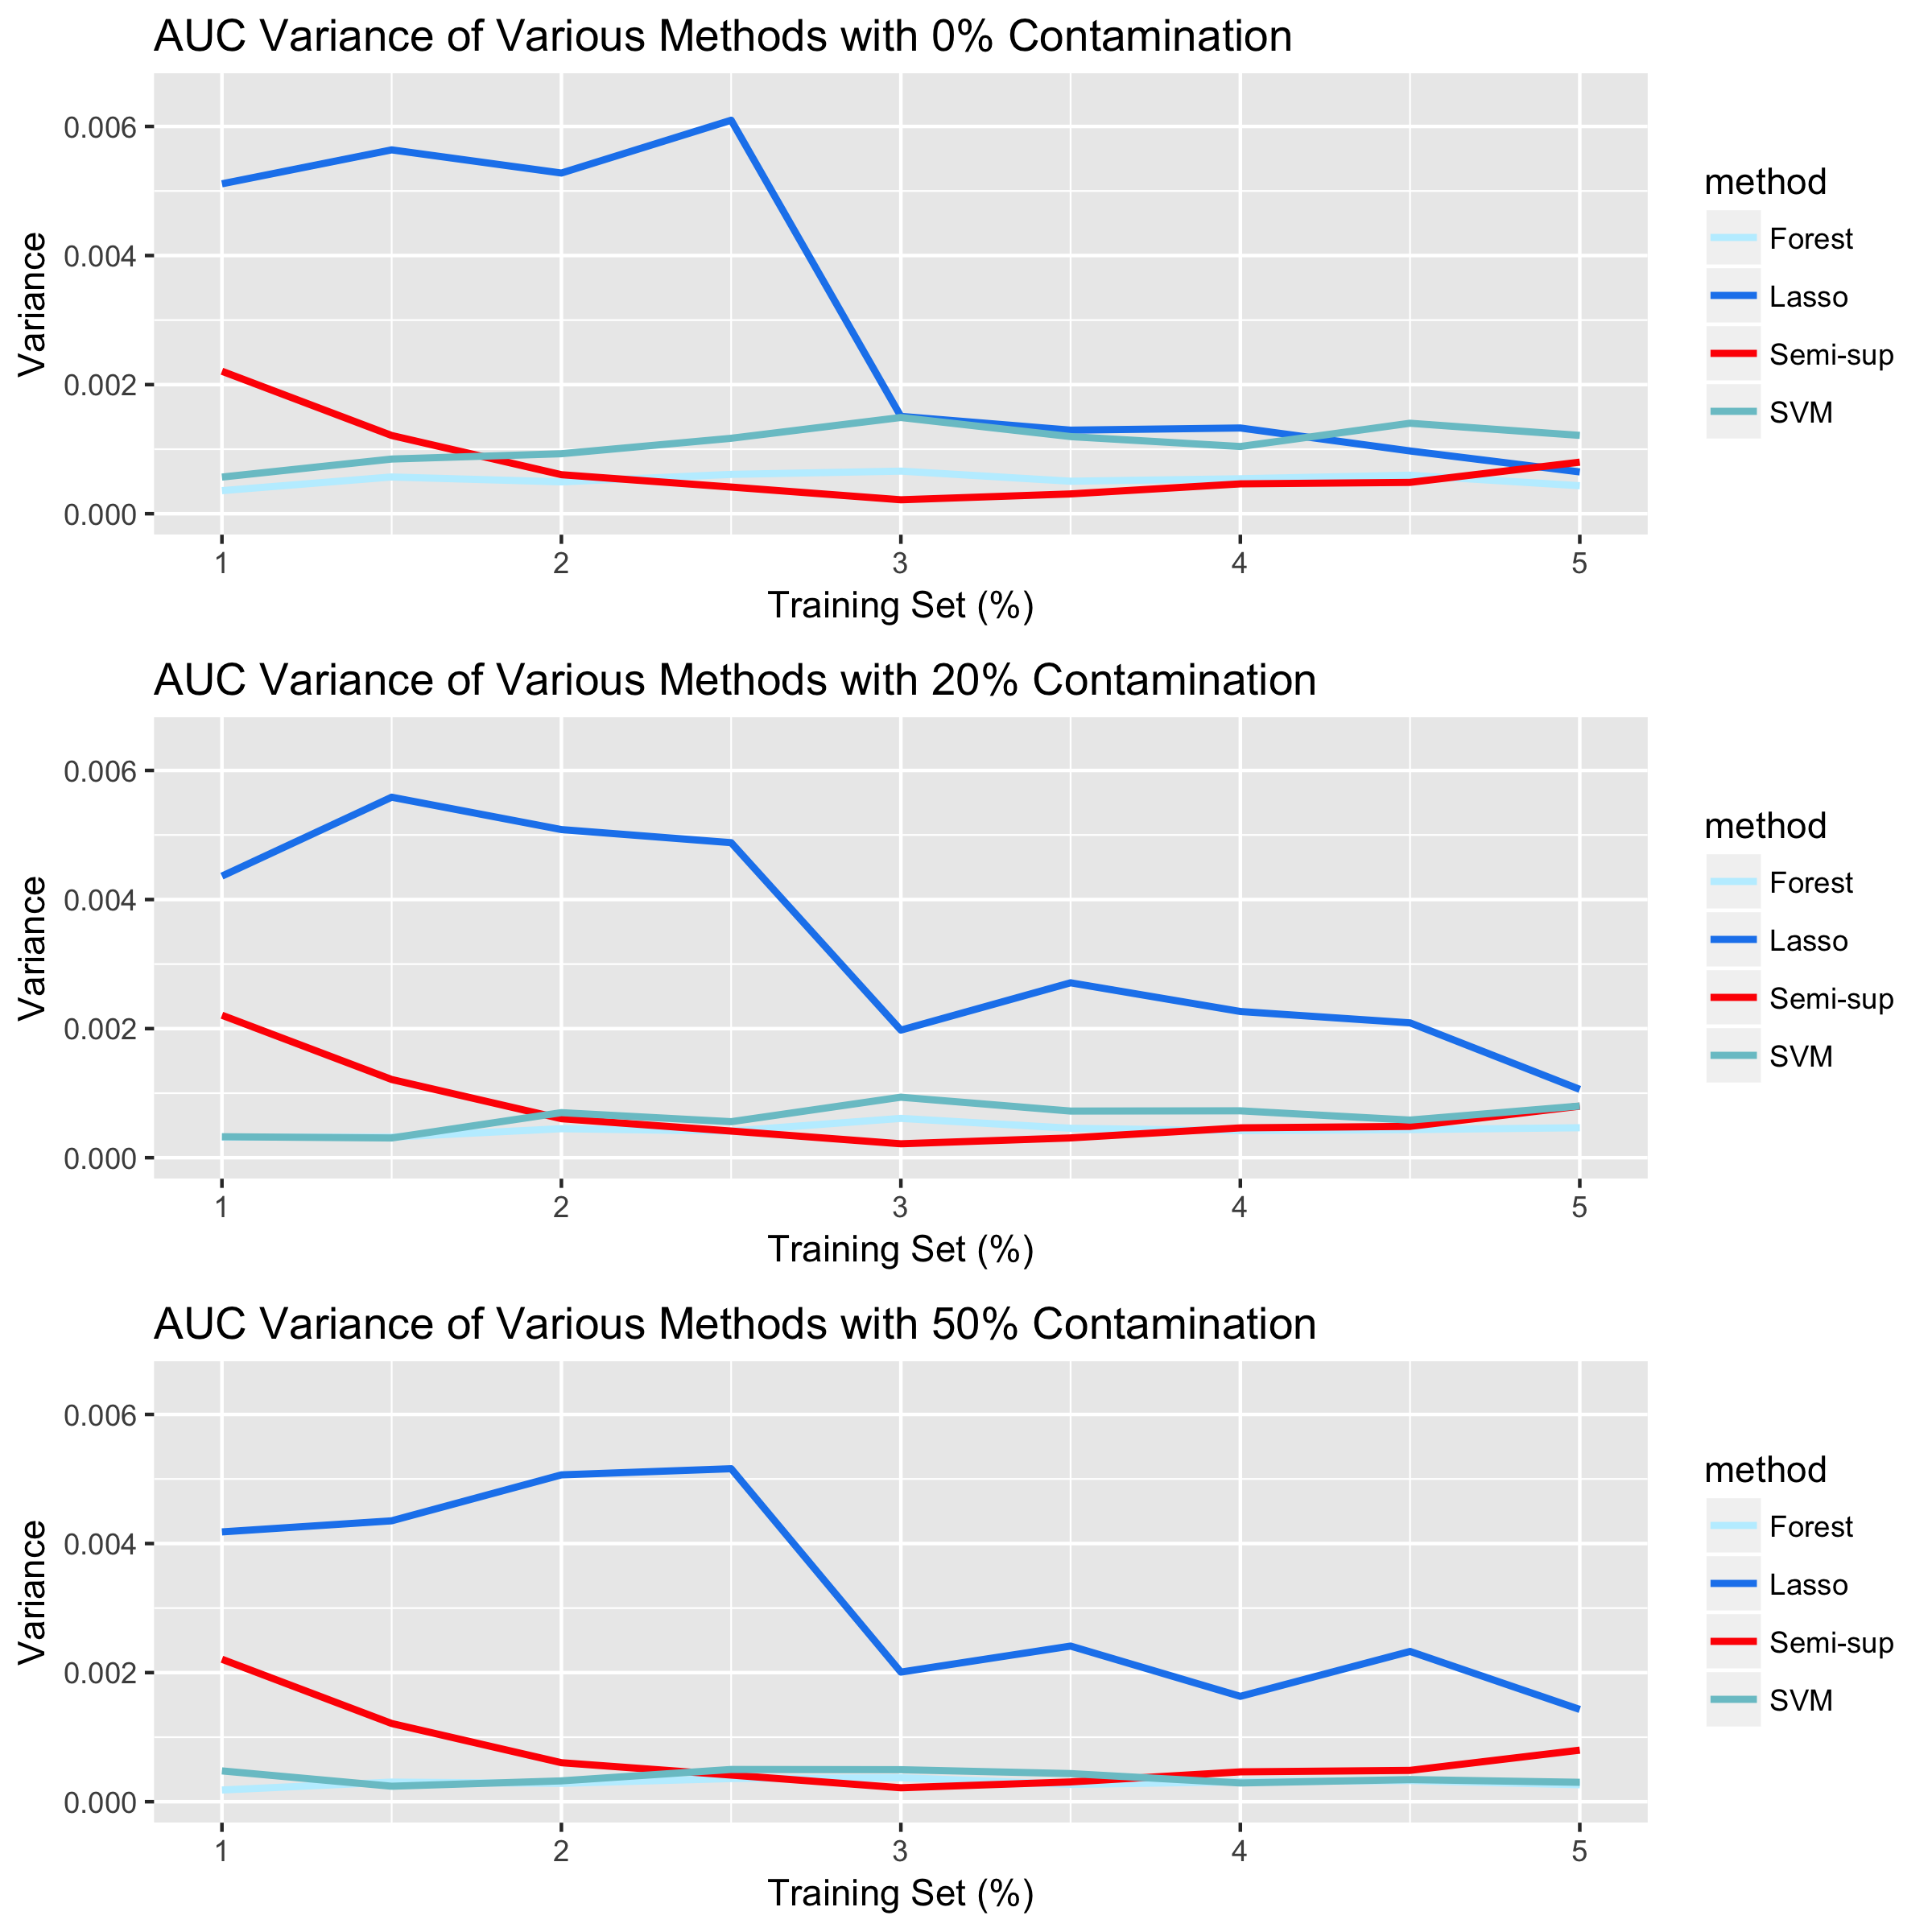 AUC Variance of Various Methods with 0% Contamination
0.006
0.004
0.002
0.000
Variance
1 2 3 4 5
Training Set (%)
method
Forest
Lasso
Semi-sup
SVM
AUC Variance of Various Methods with 20% Contamination
0.006
0.004
0.002
0.000
Variance
1 2 3 4 5
Training Set (%)
method
Forest
Lasso
Semi-sup
SVM
AUC Variance of Various Methods with 50% Contamination
0.006
0.004
0.002
0.000
Variance
1 2 3 4 5
Training Set (%)
method
Forest
Lasso
Semi-sup
SVM